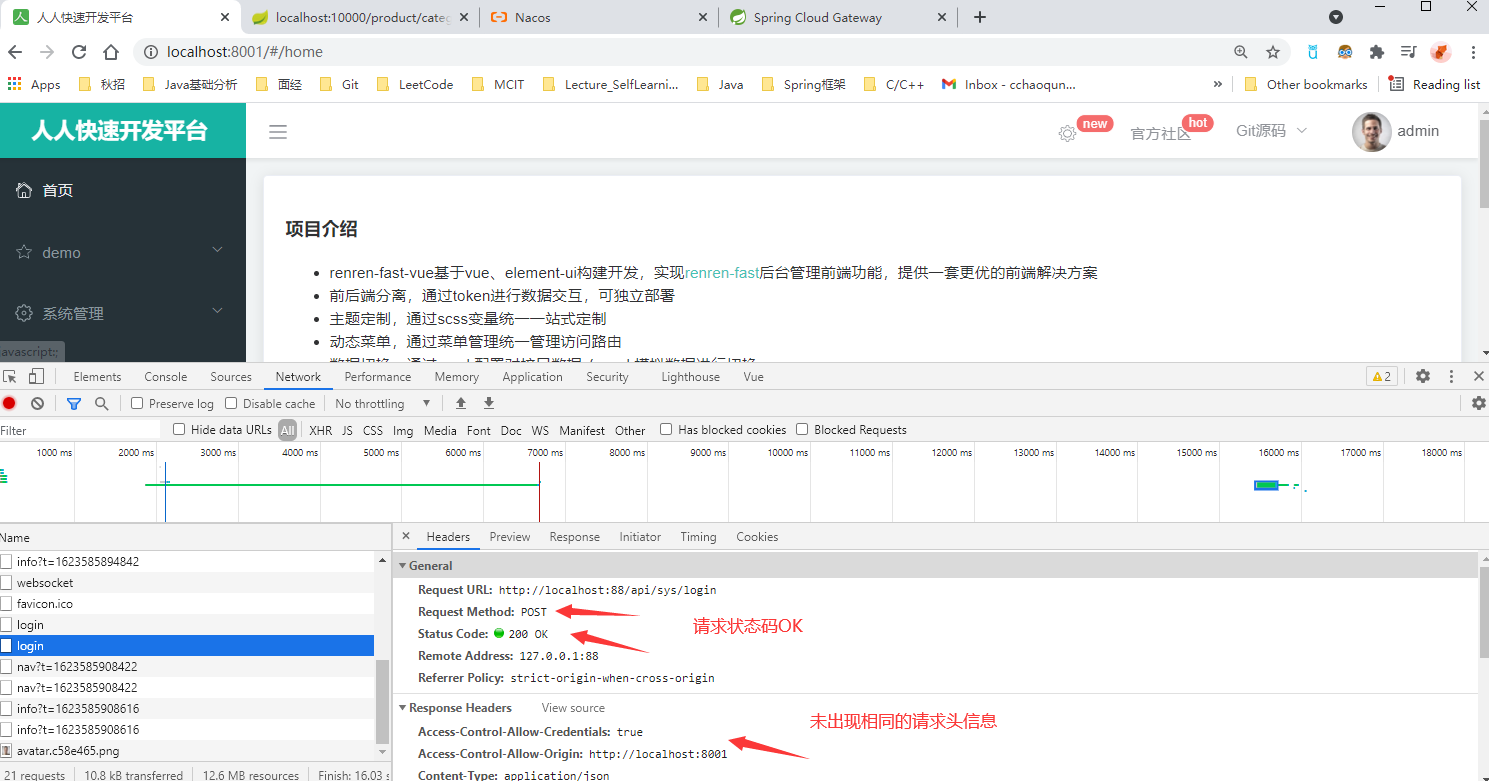 人人快速开发平台
localhost:10000/product/categ
Nacos
Spring Cloud Gateway
localhost:8001/#/home
Apps 秋招 Java基础分析 面经 Git LeetCode MCIT Lecture_SelfLearni... Java Spring框架 C/C++ Inbox - cchaoqun... » Other bookmarks Reading list
人人快速开发平台
new 官方社区 hot Git源码 admin
首页
demo
系统管理
avascript:;
项目介绍
renren-fast-vue基于vue、element-ui构建开发，实现renren-fast后台管理前端功能，提供一套更优的前端解决方案
前后端分离，通过token进行数据交互，可独立部署
主题定制，通过scss变量统一一站式定制
动态菜单，通过菜单管理统一管理访问路由
Elements Console Sources Network Performance Memory Application Security Lighthouse Vue 2
Preserve log Disable cache No throttling
Filter Hide data URLs All XHR JS CSS Img Media Font Doc WS Manifest Other Has blocked cookies Blocked Requests
1000 ms 2000 ms 3000 ms 4000 ms 5000 ms 6000 ms 7000 ms 8000 ms 9000 ms 10000 ms 11000 ms 12000 ms 13000 ms 14000 ms 15000 ms 16000 ms 17000 ms 18000 ms
Name
info?t=1623585894842
websocket
favicon.ico
login
login
nav?t=1623585908422
nav?t=1623585908422
info?t=1623585908616
info?t=1623585908616
avatar.c58e465.png
21 requests 10.8 kB transferred 12.6 MB resources Finish: 16.03 s
Headers Preview Response Initiator Timing Cookies
General
Request URL: http://localhost:88/api/sys/login
Request Method: POST
Status Code: 200 OK
请求状态码OK
Remote Address: 127.0.0.1:88
Referrer Policy: strict-origin-when-cross-origin
Response Headers View source
未出现相同的请求头信息
Access-Control-Allow-Credentials: true
Access-Control-Allow-Origin: http://localhost:8001
Content-Type: application/json